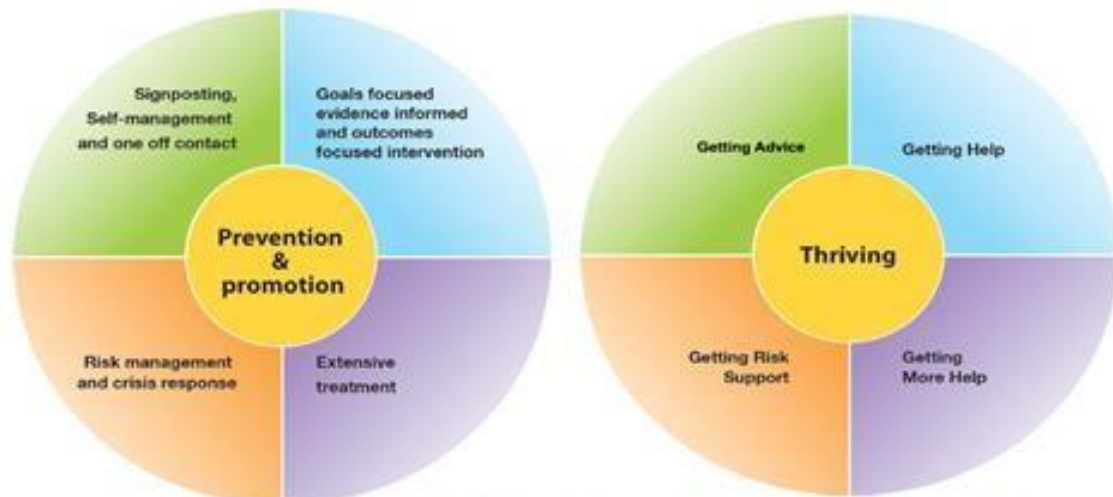 Signposting,
Self-management
and one off contact
Goals focused
evidence informed
and outcomes
focused intervention
Prevention
&
promotion
Risk management
and crisis response
Extensive
treatment
Getting Advice
Getting Help
Thriving
Getting Risk
Support
Getting
More Help